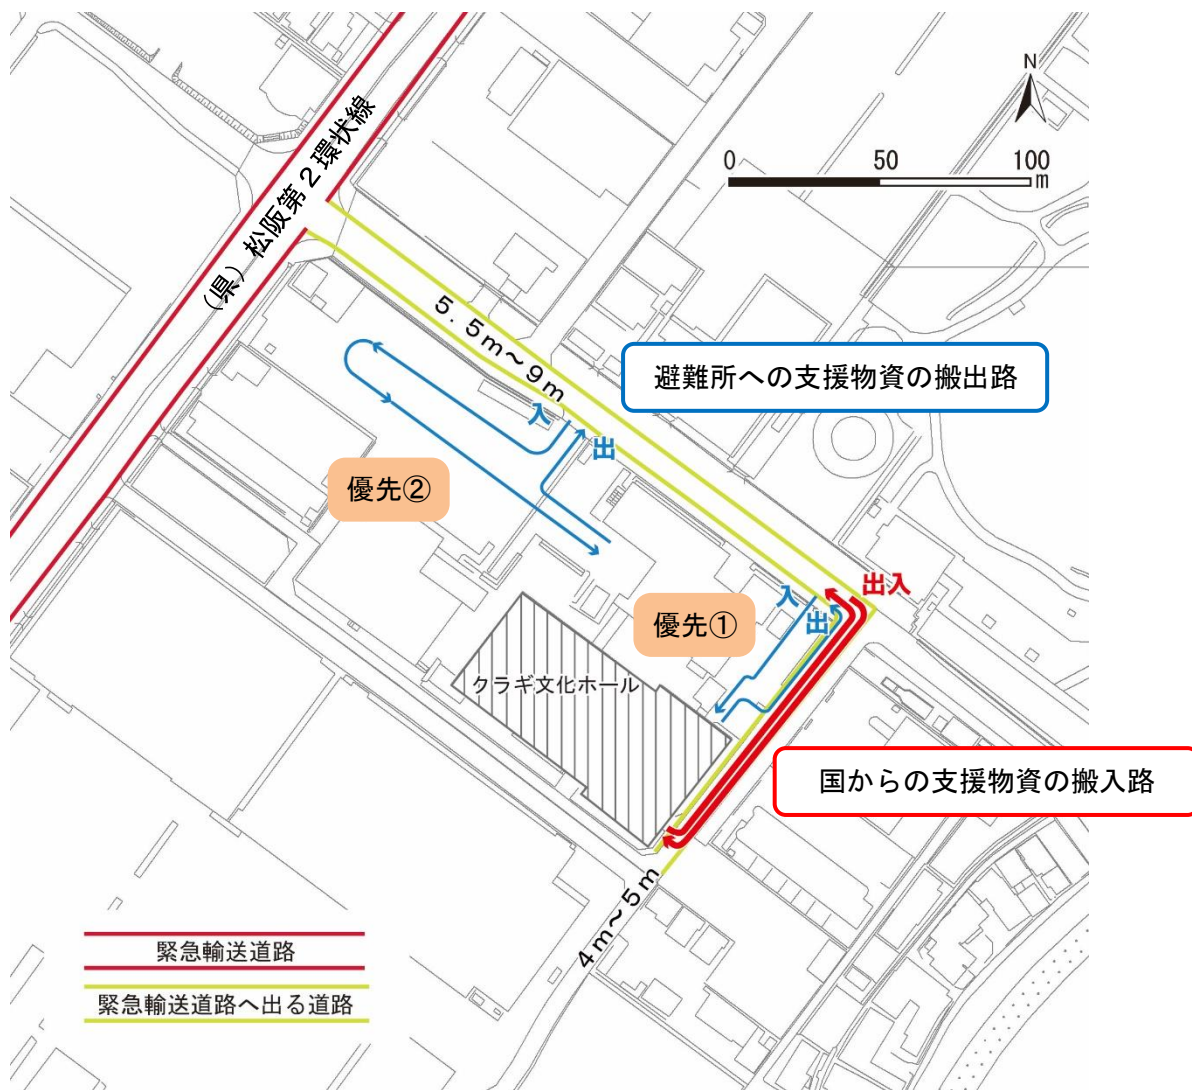 N
0 50 100
m
(県) 松阪第2環状線
5.5m~9m
避難所への支援物資の搬出路
入
出
優先②
出入
入
出
優先①
クラギ文化ホール
国からの支援物資の搬入路
4m~5m
緊急輸送道路
緊急輸送道路へ出る道路